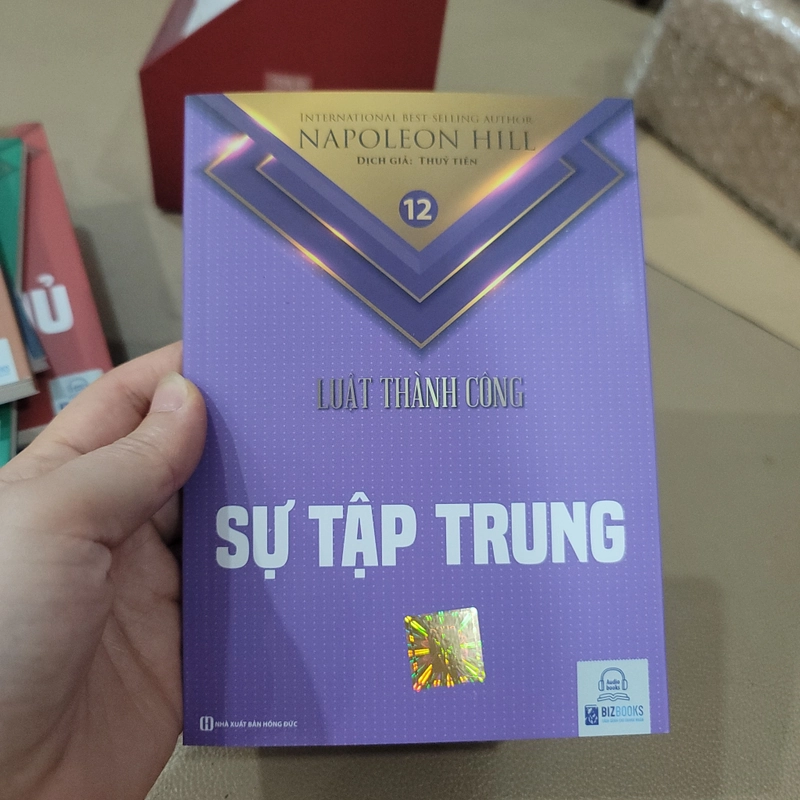 INTERNATIONAL BEST-SELLING AUTHOR
NAPOLEON HILL
DỊCH GIẢ: THUỶ TIÊN
12
LUẬT THÀNH CÔNG
SỰ TẬP TRUNG
NHÀ XUẤT BẢN HỒNG ĐỨC
Audio
books
BIZBOOKS
Ủ